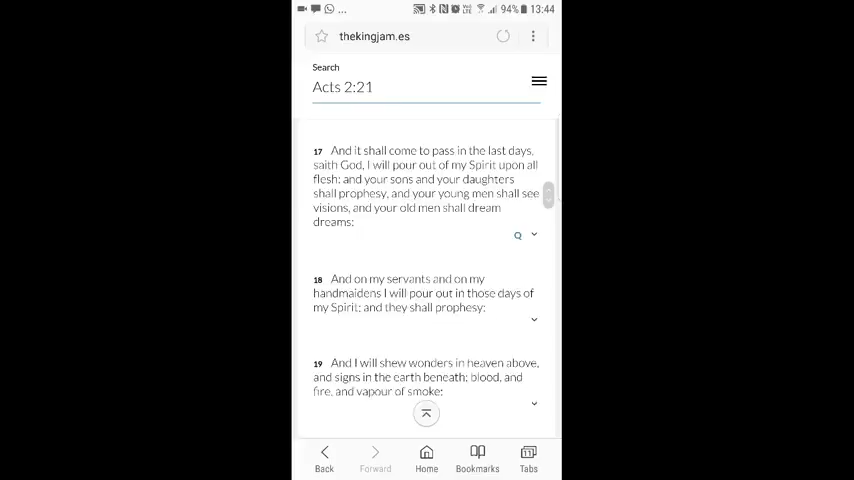 ... 94% 13:44
thekingjam.es
Search
Acts 2:21
17 And it shall come to pass in the last days,
saith God, I will pour out of my Spirit upon all
flesh: and your sons and your daughters
shall prophesy, and your young men shall see
visions, and your old men shall dream
dreams:
18 And on my servants and on my
handmaidens I will pour out in those days of
my Spirit; and they shall prophesy:
19 And I will shew wonders in heaven above,
and signs in the earth beneath; blood, and
fire, and vapour of smoke:
Back Forward Home Bookmarks 11 Tabs